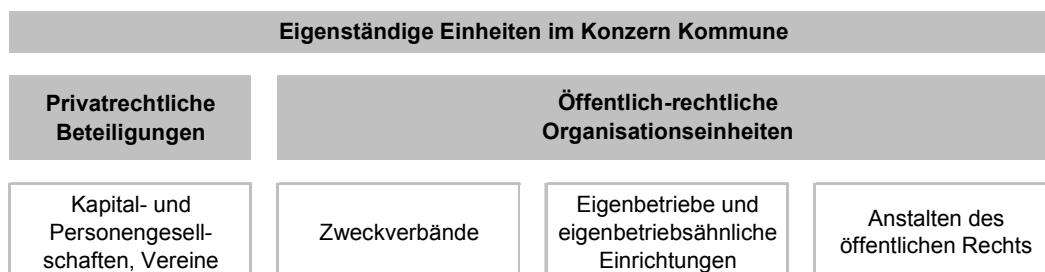 Eigenständige Einheiten im Konzern Kommune
Privatrechtliche
Beteiligungen
Öffentlich-rechtliche
Organisationseinheiten
Kapital- und
Personengesell-
schaften, Vereine
Zweckverbände
Eigenbetriebe und
eigenbetriebsähnliche
Einrichtungen
Anstalten des
öffentlichen Rechts